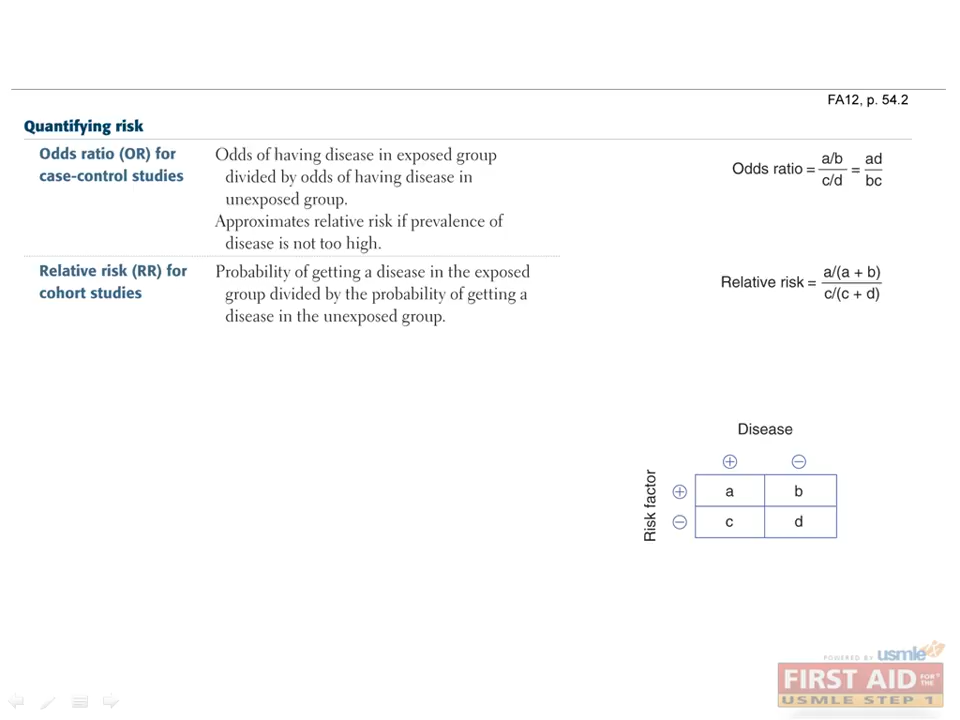 FA12, p. 54.2
Quantifying risk
Odds ratio (OR) for
case-control studies
Odds of having disease in exposed group
divided by odds of having disease in
unexposed group.
Approximates relative risk if prevalence of
disease is not too high.
Odds ratio = a/b / c/d = ad / bc
Relative risk (RR) for
cohort studies
Probability of getting a disease in the exposed
group divided by the probability of getting a
disease in the unexposed group.
Relative risk = a/(a + b) / c/(c + d)
Disease
+ −
Risk factor
+ a b
− c d
POWERED BY usmle
FIRST AID FOR THE
USMLE STEP 1